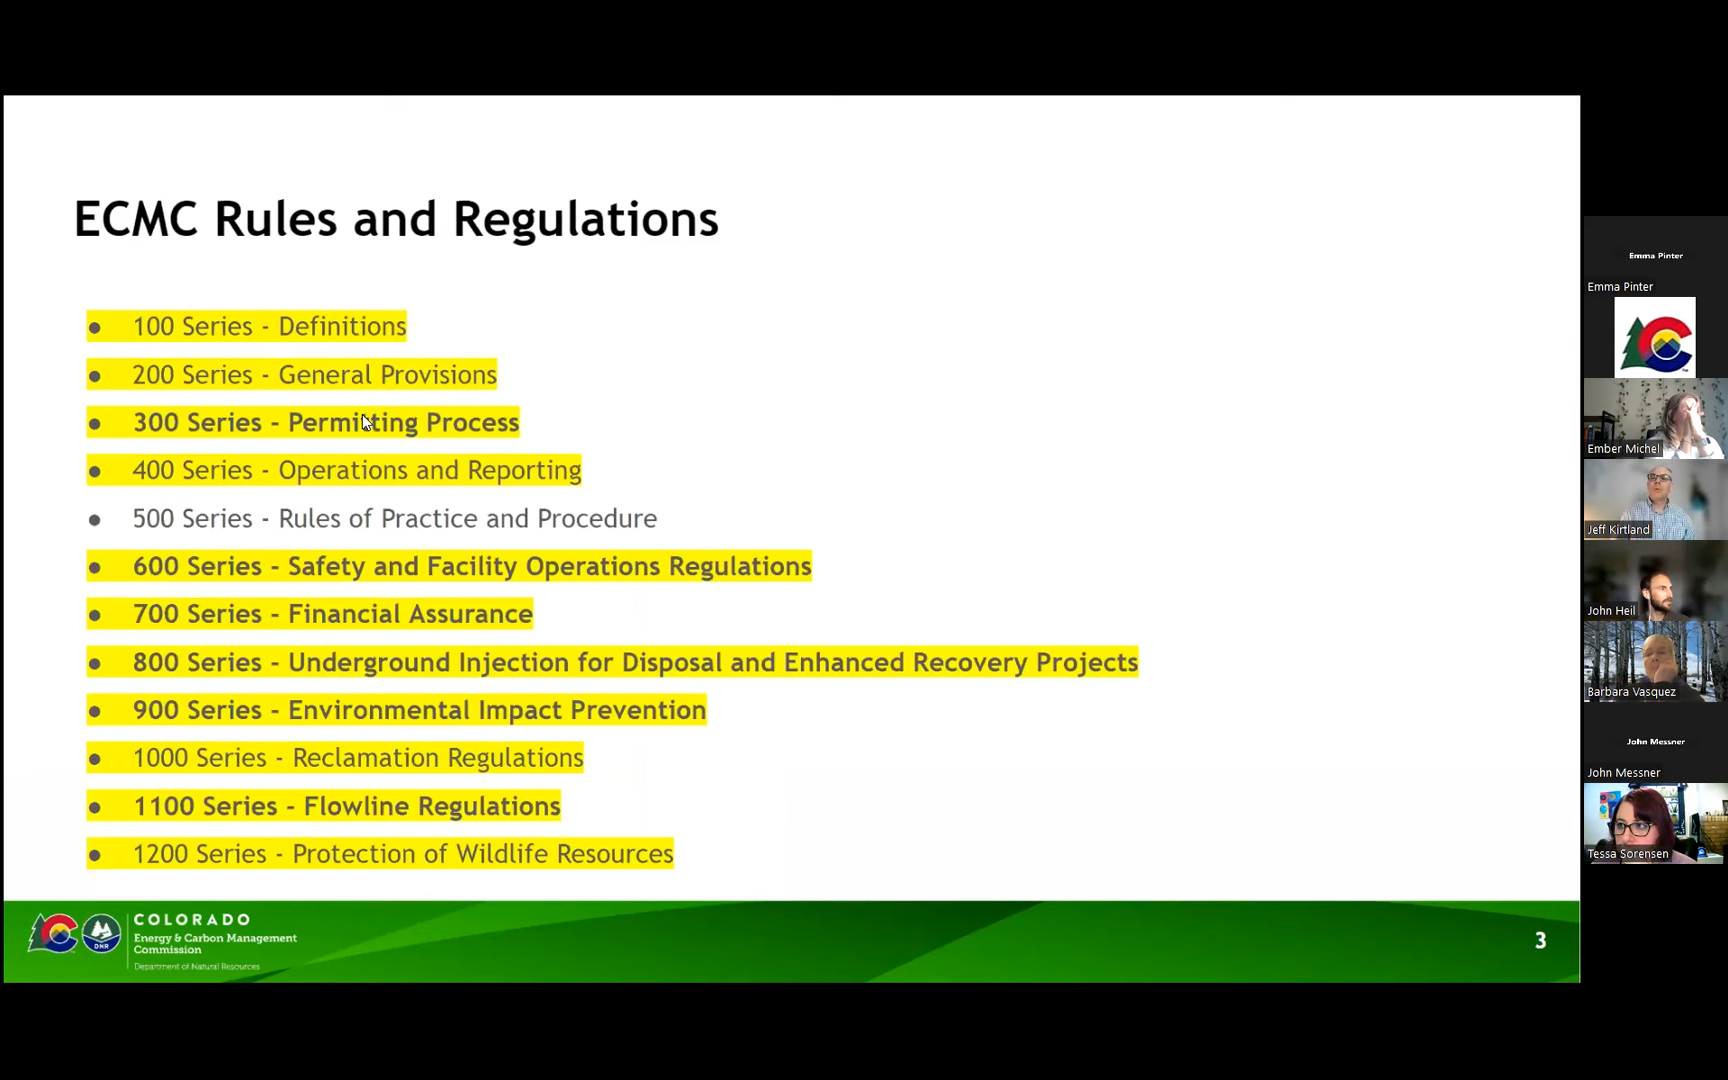 ECMC Rules and Regulations
● 100 Series - Definitions
● 200 Series - General Provisions
● 300 Series - Permitting Process
● 400 Series - Operations and Reporting
● 500 Series - Rules of Practice and Procedure
● 600 Series - Safety and Facility Operations Regulations
● 700 Series - Financial Assurance
● 800 Series - Underground Injection for Disposal and Enhanced Recovery Projects
● 900 Series - Environmental Impact Prevention
● 1000 Series - Reclamation Regulations
● 1100 Series - Flowline Regulations
● 1200 Series - Protection of Wildlife Resources
DNR
COLORADO
Energy & Carbon Management
Commission
Department of Natural Resources
3
Emma Pinter
Emma Pinter
Ember Michel
Jeff Kirtland
John Heil
Barbara Vasquez
John Messner
John Messner
Tessa Sorensen